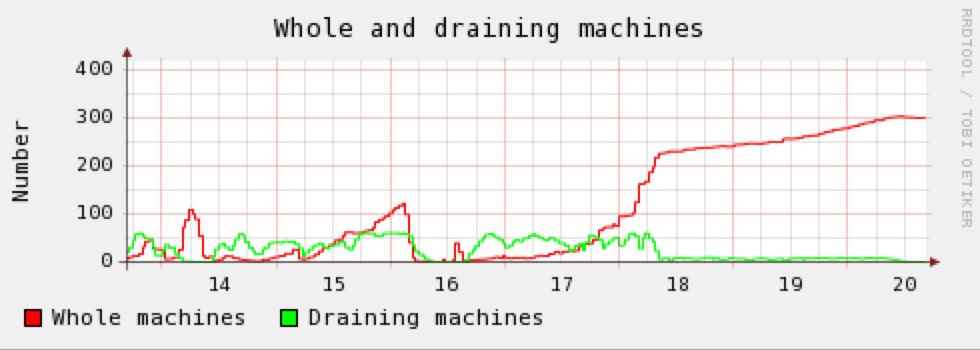 Whole and draining machines
RRDTOOL / TOBI OETIKER
Number
400
300
200
100
0
14 15 16 17 18 19 20
Whole machines Draining machines